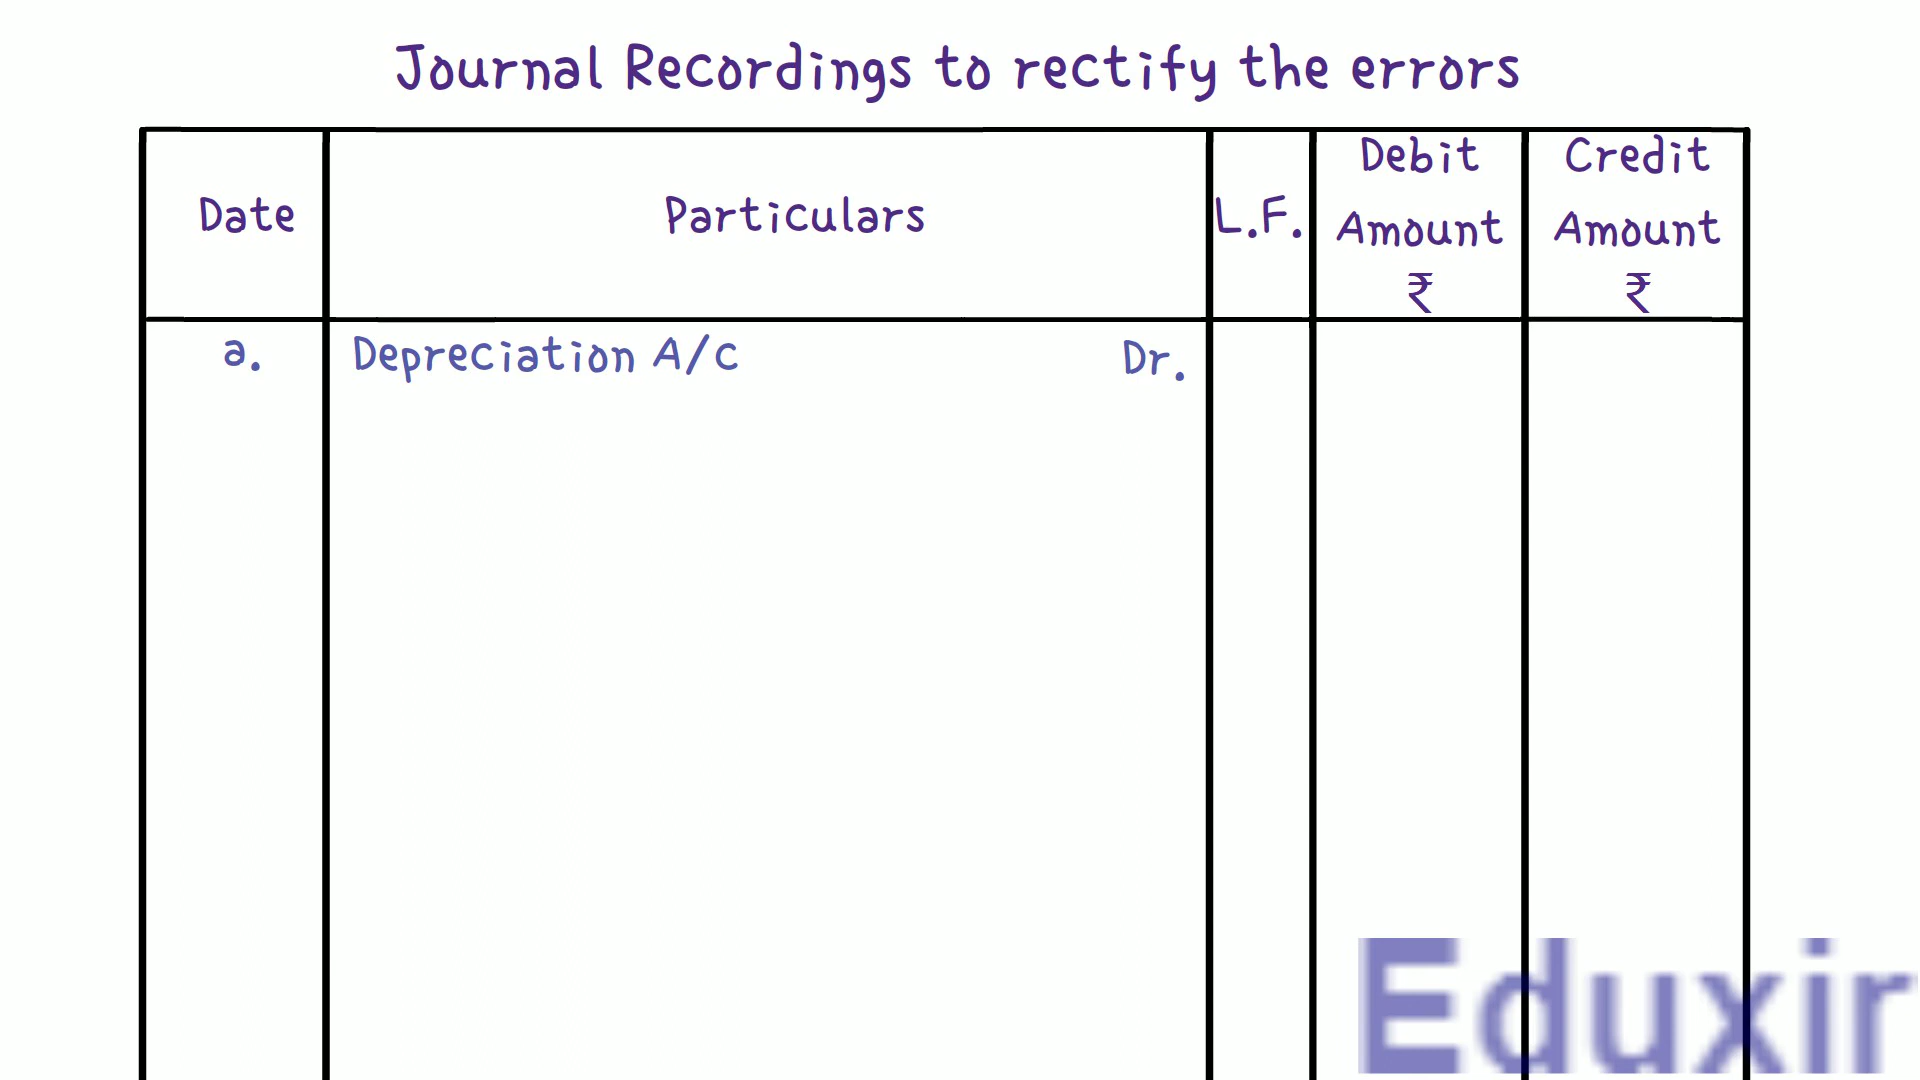 Journal Recordings to rectify the errors
Date Particulars L.F. Debit Amount ₹ Credit Amount ₹
a. Depreciation A/c Dr.
Eduxir